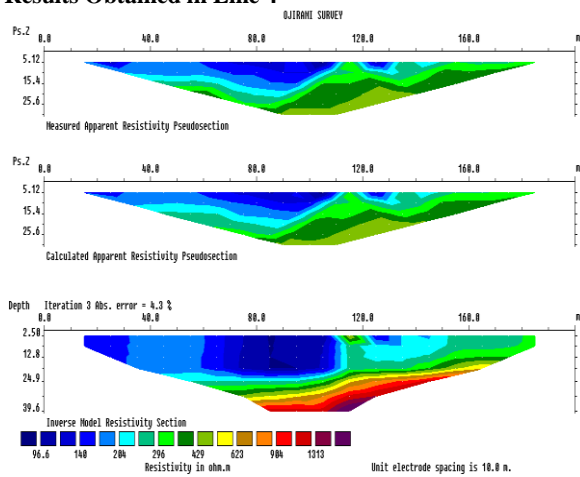 Results Obtained in Line 4
OJIRAMI SURVEY
Ps.Z 0.0 40.0 80.0 120.0 160.0 m
5.12
15.4
25.6
Measured Apparent Resistivity Pseudosection
Ps.Z 0.0 40.0 80.0 120.0 160.0 m
5.12
15.4
25.6
Calculated Apparent Resistivity Pseudosection
Depth Iteration 3 Abs. error = 4.3 %
0.0 40.0 80.0 120.0 160.0 m
2.50
12.8
24.9
39.6
Inverse Model Resistivity Section
96.6 140 204 296 429 623 904 1313
Resistivity in ohm.m Unit electrode spacing is 10.0 m.